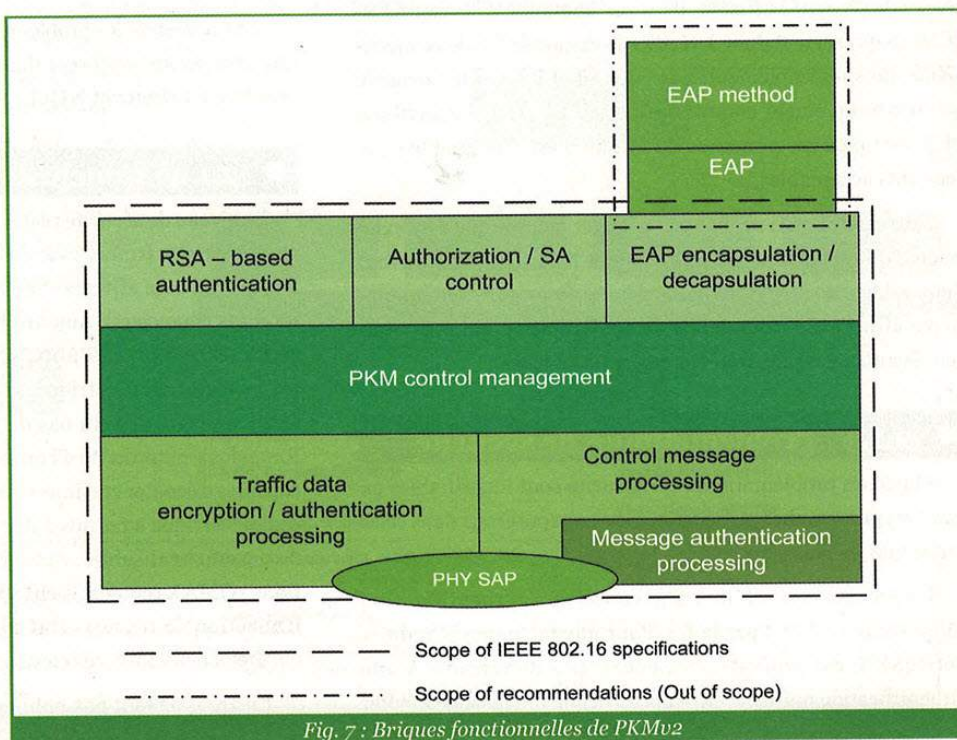 EAP method
EAP
RSA – based
authentication
Authorization / SA
control
EAP encapsulation /
decapsulation
PKM control management
Traffic data
encryption / authentication
processing
Control message
processing
Message authentication
processing
PHY SAP
Scope of IEEE 802.16 specifications
Scope of recommendations (Out of scope)
Fig. 7 : Briques fonctionnelles de PKMv2